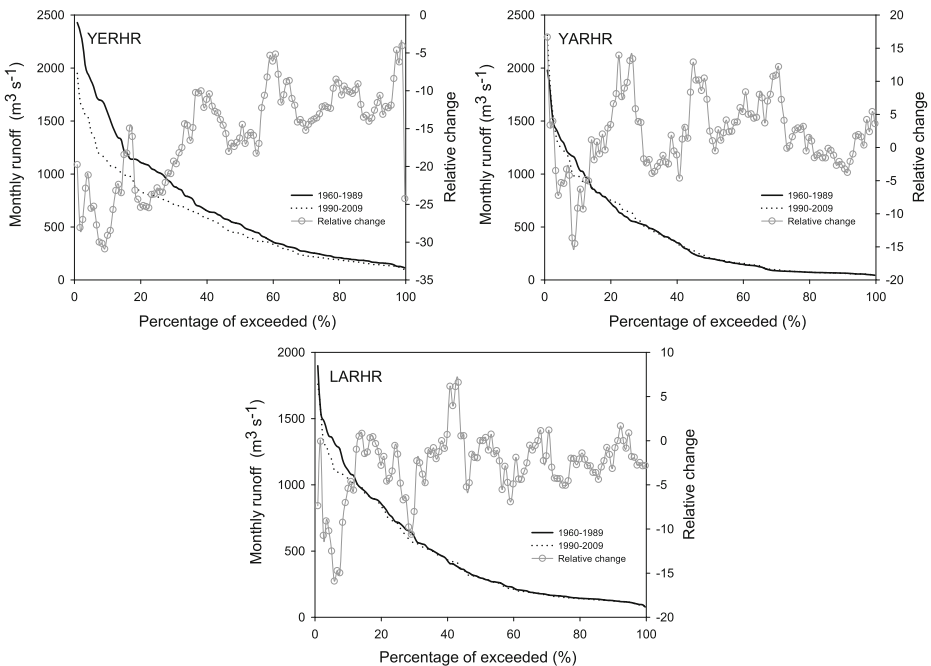 YERHR
Monthly runoff (m3 s-1)
2500
2000
1500
1000
500
0
0
-5
-10
-15
-20
-25
-30
-35
Relative change
1960-1989
1990-2009
Relative change
0 20 40 60 80 100
Percentage of exceeded (%)
YARHR
Monthly runoff (m3 s-1)
2500
2000
1500
1000
500
0
20
15
10
5
0
-5
-10
-15
-20
Relative change
1960-1989
1990-2009
Relative change
0 20 40 60 80 100
Percentage of exceeded (%)
LARHR
Monthly runoff (m3 s-1)
2000
1500
1000
500
0
10
5
0
-5
-10
-15
-20
Relative change
1960-1989
1990-2009
Relative change
0 20 40 60 80 100
Percentage of exceeded (%)